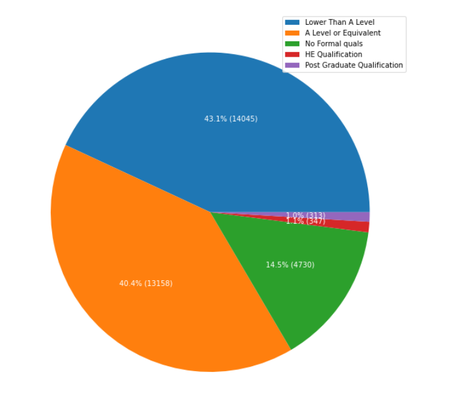 Lower Than A Level
A Level or Equivalent
No Formal quals
HE Qualification
Post Graduate Qualification
43.1% (14045)
1.0% (313)
1.1% (347)
14.5% (4730)
40.4% (13158)